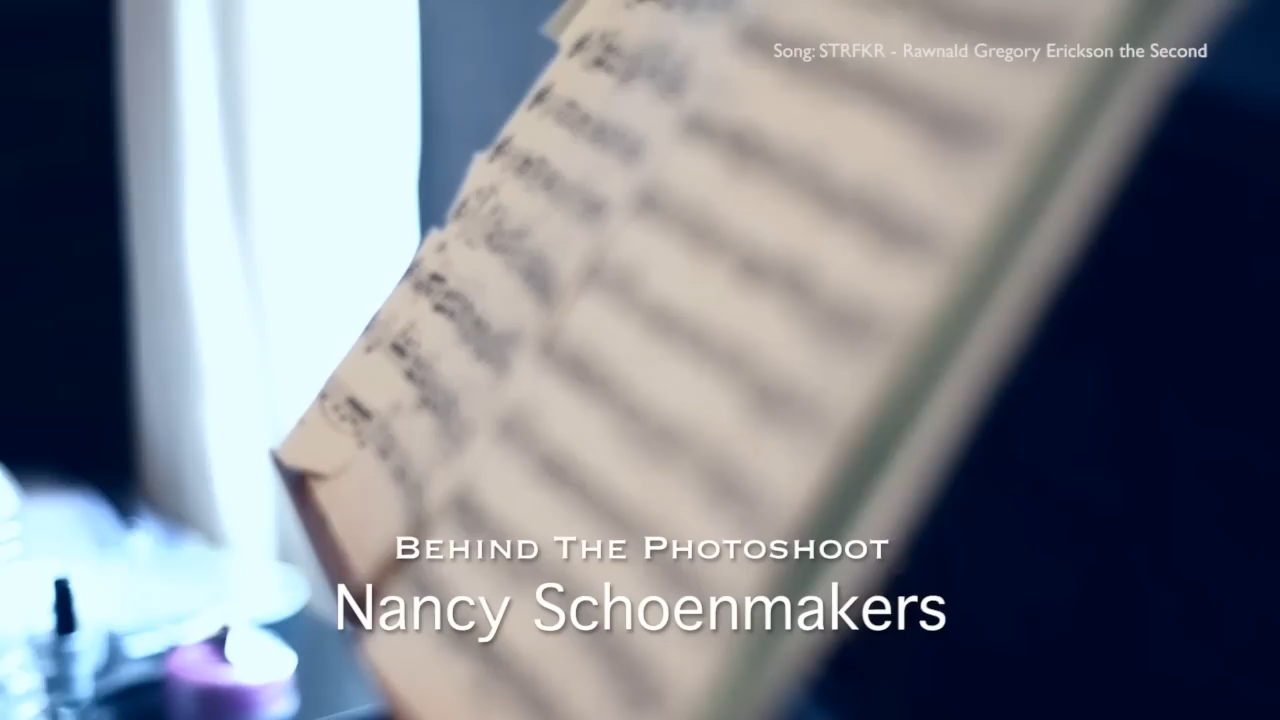 Song: STRFKR - Rawnald Gregory Erickson the Second
Behind The Photoshoot
Nancy Schoenmakers